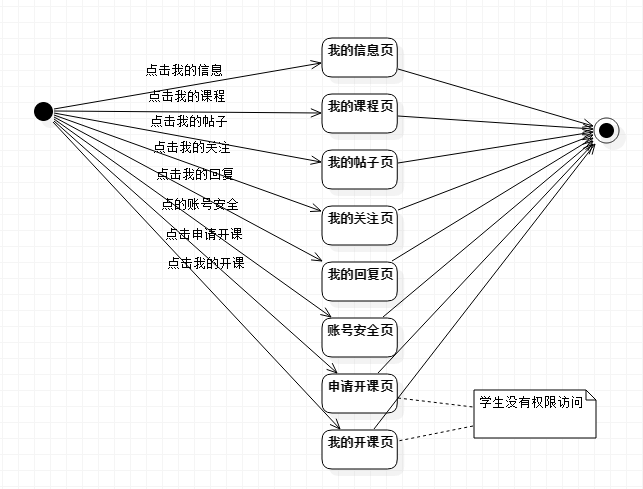 我的信息页
点击我的信息
点击我的课程
我的课程页
点击我的帖子
点击我的关注
我的帖子页
点击我的回复
点的账号安全
我的关注页
点击申请开课
点击我的开课
我的回复页
账号安全页
申请开课页
学生没有权限访问
我的开课页